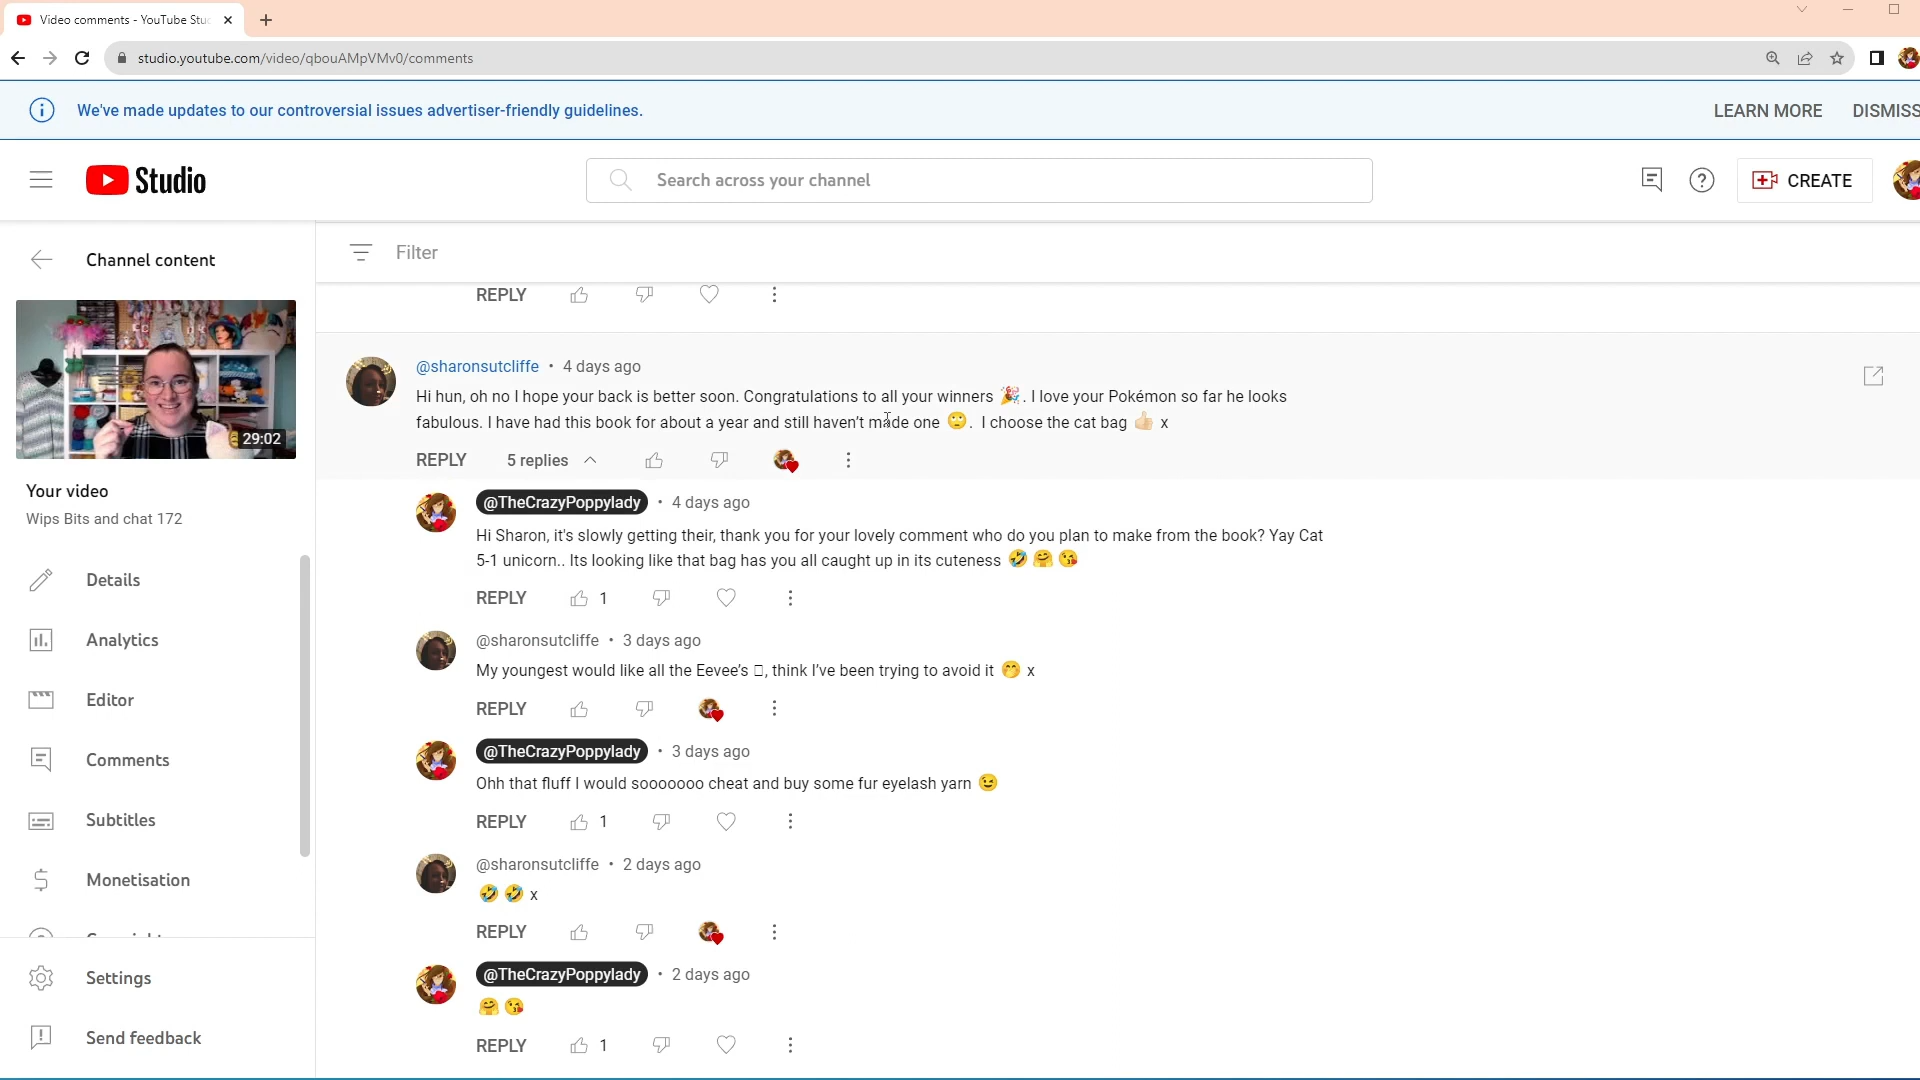 Video comments - YouTube Stu
studio.youtube.com/video/qbouAMpVMv0/comments
We've made updates to our controversial issues advertiser-friendly guidelines.
LEARN MORE
DISMISS
Studio
Search across your channel
CREATE
Channel content
Filter
REPLY
29:02
Your video
Wips Bits and chat 172
Details
Analytics
Editor
Comments
Subtitles
Monetisation
Settings
Send feedback
@sharonsutcliffe • 4 days ago
Hi hun, oh no I hope your back is better soon. Congratulations to all your winners 🎉. I love your Pokémon so far he looks
fabulous. I have had this book for about a year and still haven't made one 🙄. I choose the cat bag 👍🏻 x
REPLY 5 replies
@TheCrazyPoppylady • 4 days ago
Hi Sharon, it's slowly getting their, thank you for your lovely comment who do you plan to make from the book? Yay Cat
5-1 unicorn.. Its looking like that bag has you all caught up in its cuteness 🤣 🤗 😘
REPLY 1
@sharonsutcliffe • 3 days ago
My youngest would like all the Eevee's ▯, think I've been trying to avoid it 🤭 x
REPLY
@TheCrazyPoppylady • 3 days ago
Ohh that fluff I would sooooooo cheat and buy some fur eyelash yarn 😉
REPLY 1
@sharonsutcliffe • 2 days ago
🤣 🤣 x
REPLY
@TheCrazyPoppylady • 2 days ago
🤗 😘
REPLY 1